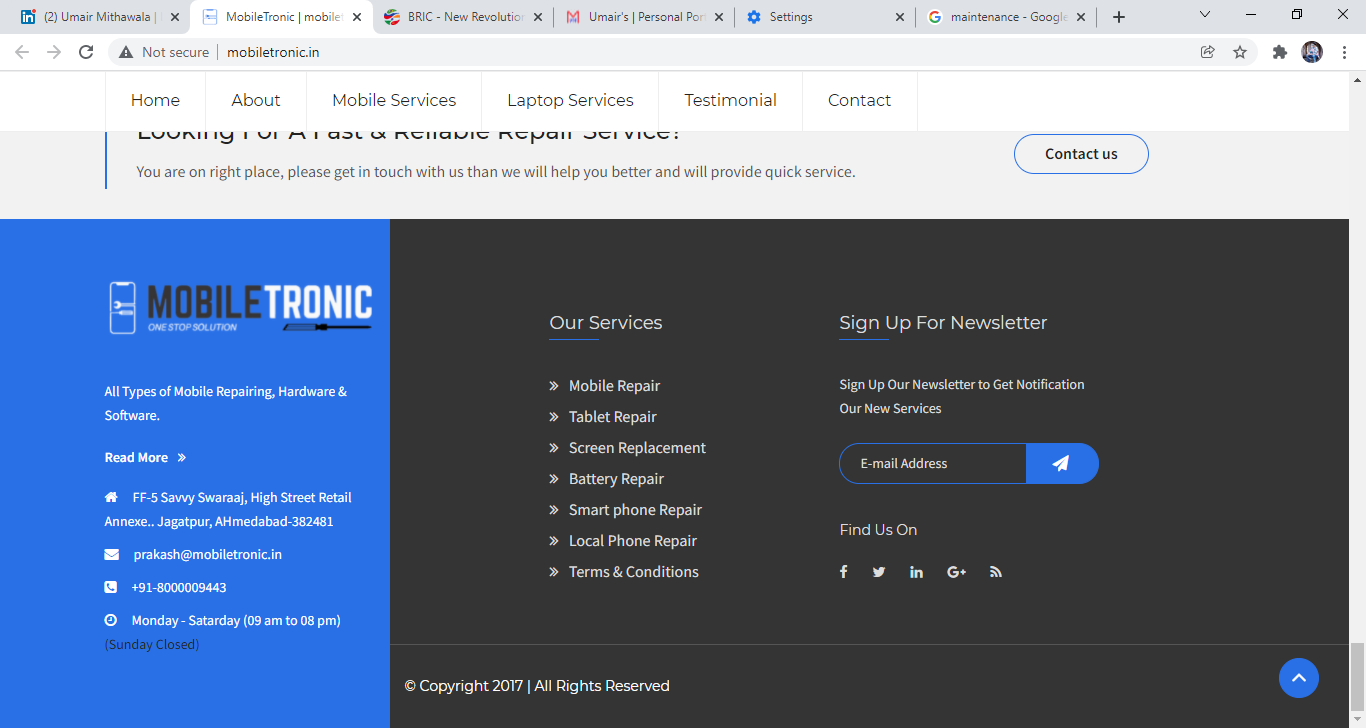 (2) Umair Mithawala |
MobileTronic | mobilet
BRIC - New Revolution
Umair's | Personal Port
Settings
maintenance - Google
Not secure
mobiletronic.in
Home
About
Mobile Services
Laptop Services
Testimonial
Contact
Looking For A Fast & Reliable Repair Service?
You are on right place, please get in touch with us than we will help you better and will provide quick service.
Contact us
MOBILETRONIC
ONE STOP SOLUTION
All Types of Mobile Repairing, Hardware &
Software.
Read More »
FF-5 Savvy Swaraaj, High Street Retail
Annexe.. Jagatpur, AHmedabad-382481
prakash@mobiletronic.in
+91-8000009443
Monday - Satarday (09 am to 08 pm)
(Sunday Closed)
Our Services
» Mobile Repair
» Tablet Repair
» Screen Replacement
» Battery Repair
» Smart phone Repair
» Local Phone Repair
» Terms & Conditions
Sign Up For Newsletter
Sign Up Our Newsletter to Get Notification
Our New Services
E-mail Address
Find Us On
© Copyright 2017 | All Rights Reserved